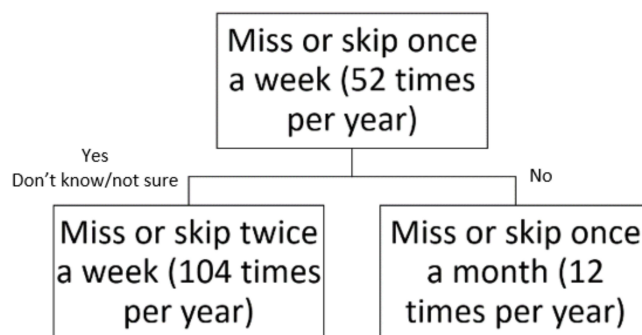 Miss or skip once
a week (52 times
per year)
Yes
Don’t know/not sure
No
Miss or skip twice
a week (104 times
per year)
Miss or skip once
a month (12
times per year)